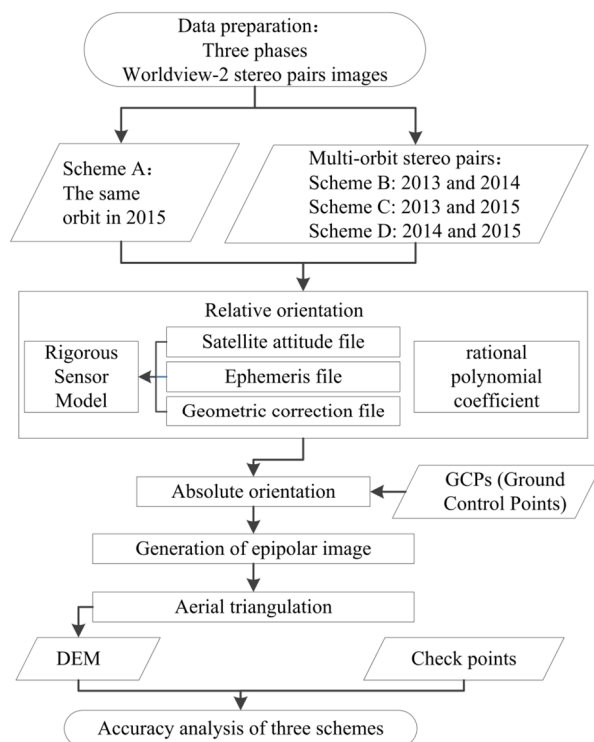 Data preparation：
Three phases
Worldview-2 stereo pairs images
Scheme A：
The same
orbit in 2015
Multi-orbit stereo pairs：
Scheme B: 2013 and 2014
Scheme C: 2013 and 2015
Scheme D: 2014 and 2015
Relative orientation
Rigorous
Sensor
Model
Satellite attitude file
Ephemeris file
Geometric correction file
rational
polynomial
coefficient
Absolute orientation
GCPs (Ground
Control Points)
Generation of epipolar image
Aerial triangulation
DEM
Check points
Accuracy analysis of three schemes